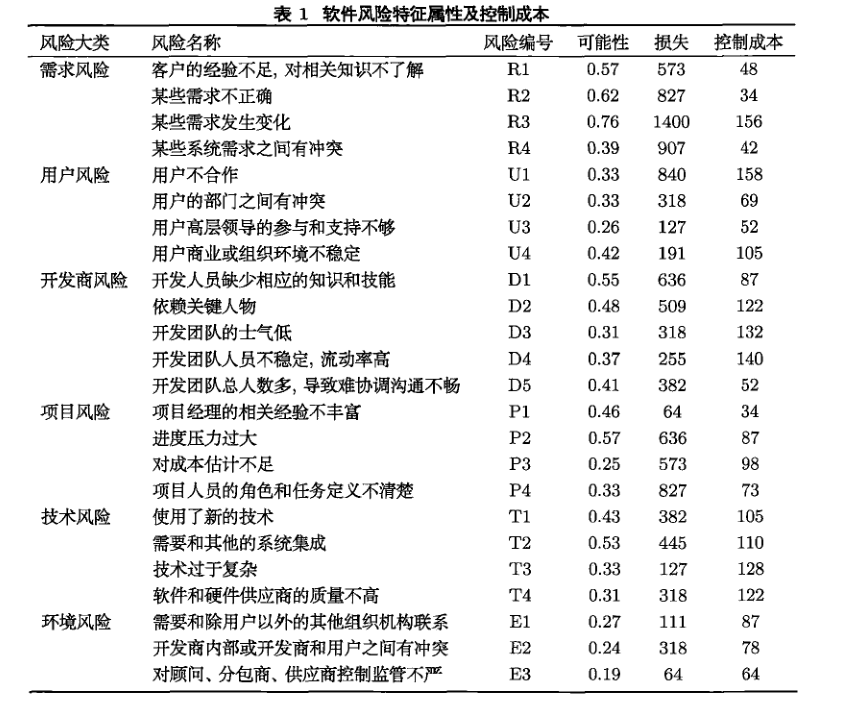 表 1 软件风险特征属性及控制成本
风险大类 风险名称 风险编号 可能性 损失 控制成本
需求风险 客户的经验不足, 对相关知识不了解 R1 0.57 573 48
某些需求不正确 R2 0.62 827 34
某些需求发生变化 R3 0.76 1400 156
某些系统需求之间有冲突 R4 0.39 907 42
用户风险 用户不合作 U1 0.33 840 158
用户的部门之间有冲突 U2 0.33 318 69
用户高层领导的参与和支持不够 U3 0.26 127 52
用户商业或组织环境不稳定 U4 0.42 191 105
开发商风险 开发人员缺少相应的知识和技能 D1 0.55 636 87
依赖关键人物 D2 0.48 509 122
开发团队的士气低 D3 0.31 318 132
开发团队人员不稳定, 流动率高 D4 0.37 255 140
开发团队总人数多, 导致难协调沟通不畅 D5 0.41 382 52
项目风险 项目经理的相关经验不丰富 P1 0.46 64 34
进度压力过大 P2 0.57 636 87
对成本估计不足 P3 0.25 573 98
项目人员的角色和任务定义不清楚 P4 0.33 827 73
技术风险 使用了新的技术 T1 0.43 382 105
需要和其他的系统集成 T2 0.53 445 110
技术过于复杂 T3 0.33 127 128
软件和硬件供应商的质量不高 T4 0.31 318 122
环境风险 需要和除用户以外的其他组织机构联系 E1 0.27 111 87
开发商内部或开发商和用户之间有冲突 E2 0.24 318 78
对顾问、分包商、供应商控制监管不严 E3 0.19 64 64